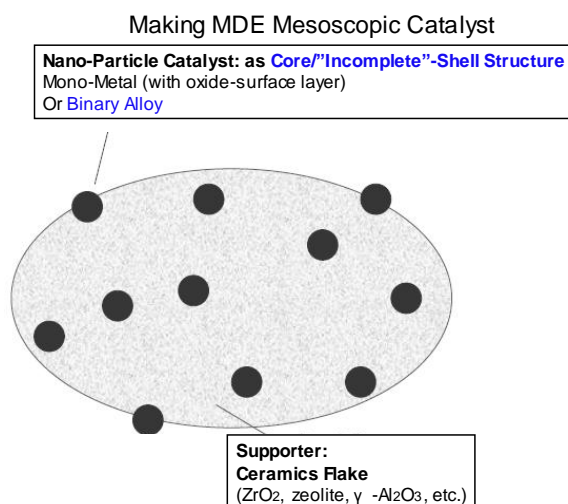 Making MDE Mesoscopic Catalyst
Nano-Particle Catalyst: as Core/”Incomplete”-Shell Structure
Mono-Metal (with oxide-surface layer)
Or Binary Alloy
Supporter:
Ceramics Flake
(ZrO2, zeolite, γ -Al2O3, etc.)